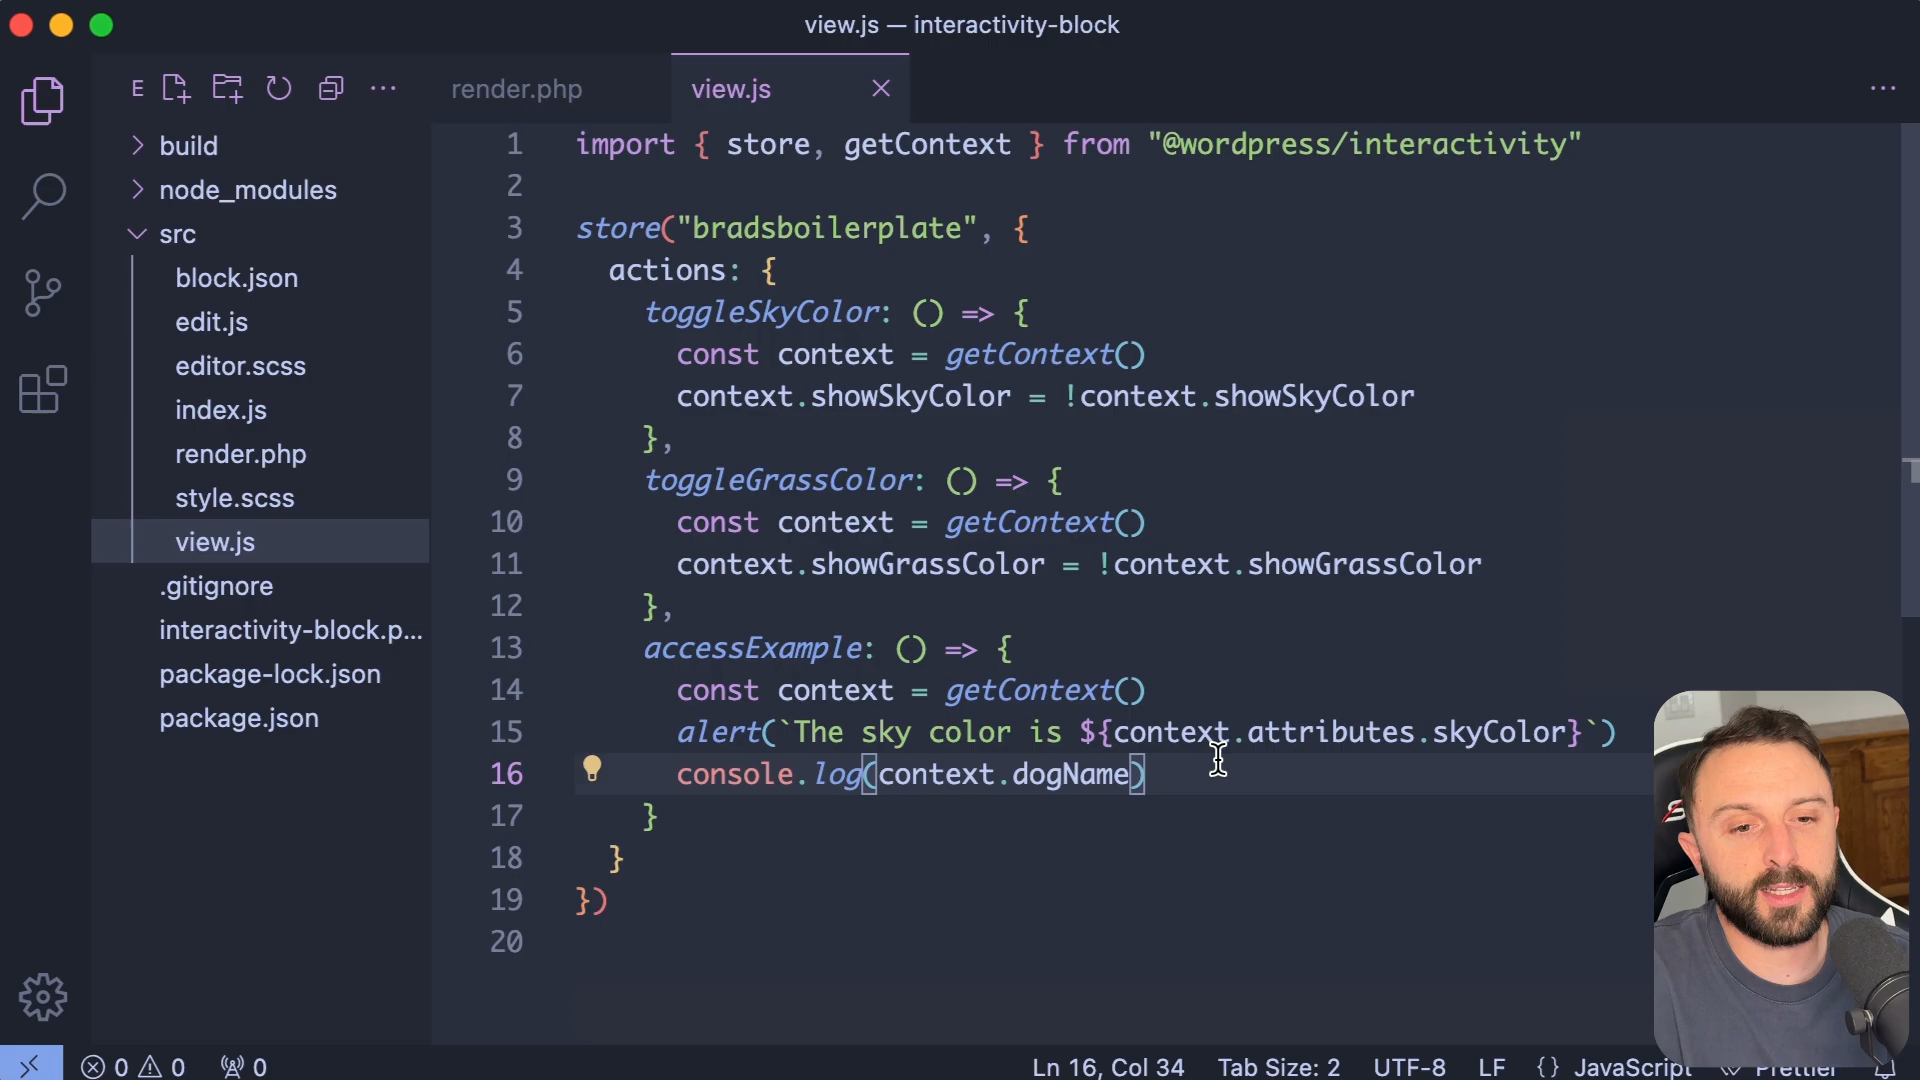 view.js — interactivity-block
E
render.php
view.js
build
node_modules
src
block.json
edit.js
editor.scss
index.js
render.php
style.scss
view.js
.gitignore
interactivity-block.p...
package-lock.json
package.json
1 import { store, getContext } from "@wordpress/interactivity"
2
3 store("bradsboilerplate", {
4 actions: {
5 toggleSkyColor: () => {
6 const context = getContext()
7 context.showSkyColor = !context.showSkyColor
8 },
9 toggleGrassColor: () => {
10 const context = getContext()
11 context.showGrassColor = !context.showGrassColor
12 },
13 accessExample: () => {
14 const context = getContext()
15 alert(`The sky color is ${context.attributes.skyColor}`)
16 console.log(context.dogName)
17 }
18 }
19 })
20
0 0 0 Ln 16, Col 34 Tab Size: 2 UTF-8 LF {} JavaScript Prettier